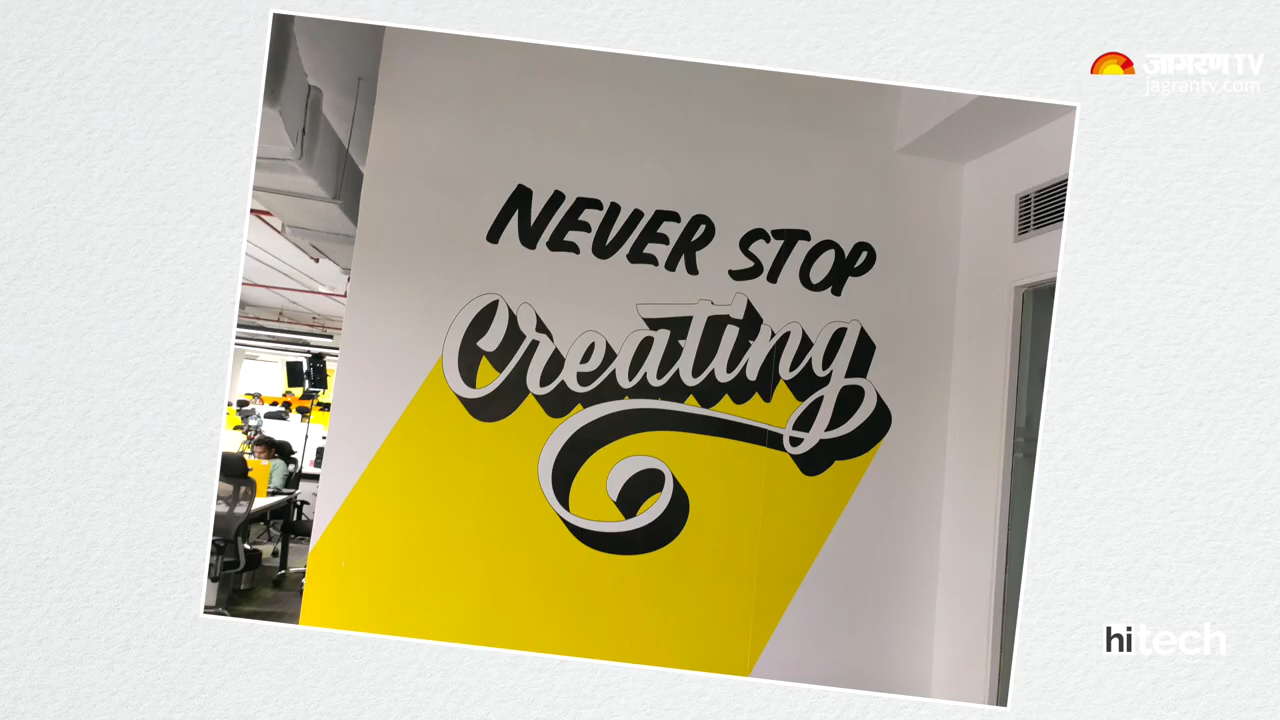 NEVER STOP
Creating
जागरण TV
jagrantv.com
hitech